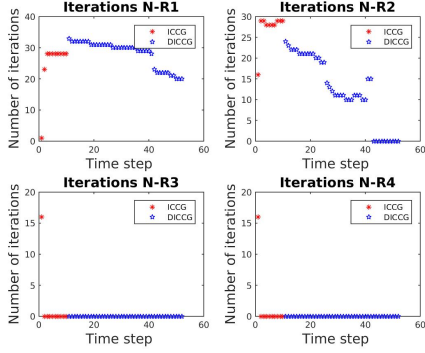 Iterations N-R1
Number of iterations
40
30
20
10
0
0 20 40 60
Time step
ICCG
DICCG
Iterations N-R2
Number of iterations
30
25
20
15
10
5
0
0 20 40 60
Time step
ICCG
DICCG
Iterations N-R3
Number of iterations
20
15
10
5
0
0 20 40 60
Time step
ICCG
DICCG
Iterations N-R4
Number of iterations
20
15
10
5
0
0 20 40 60
Time step
ICCG
DICCG